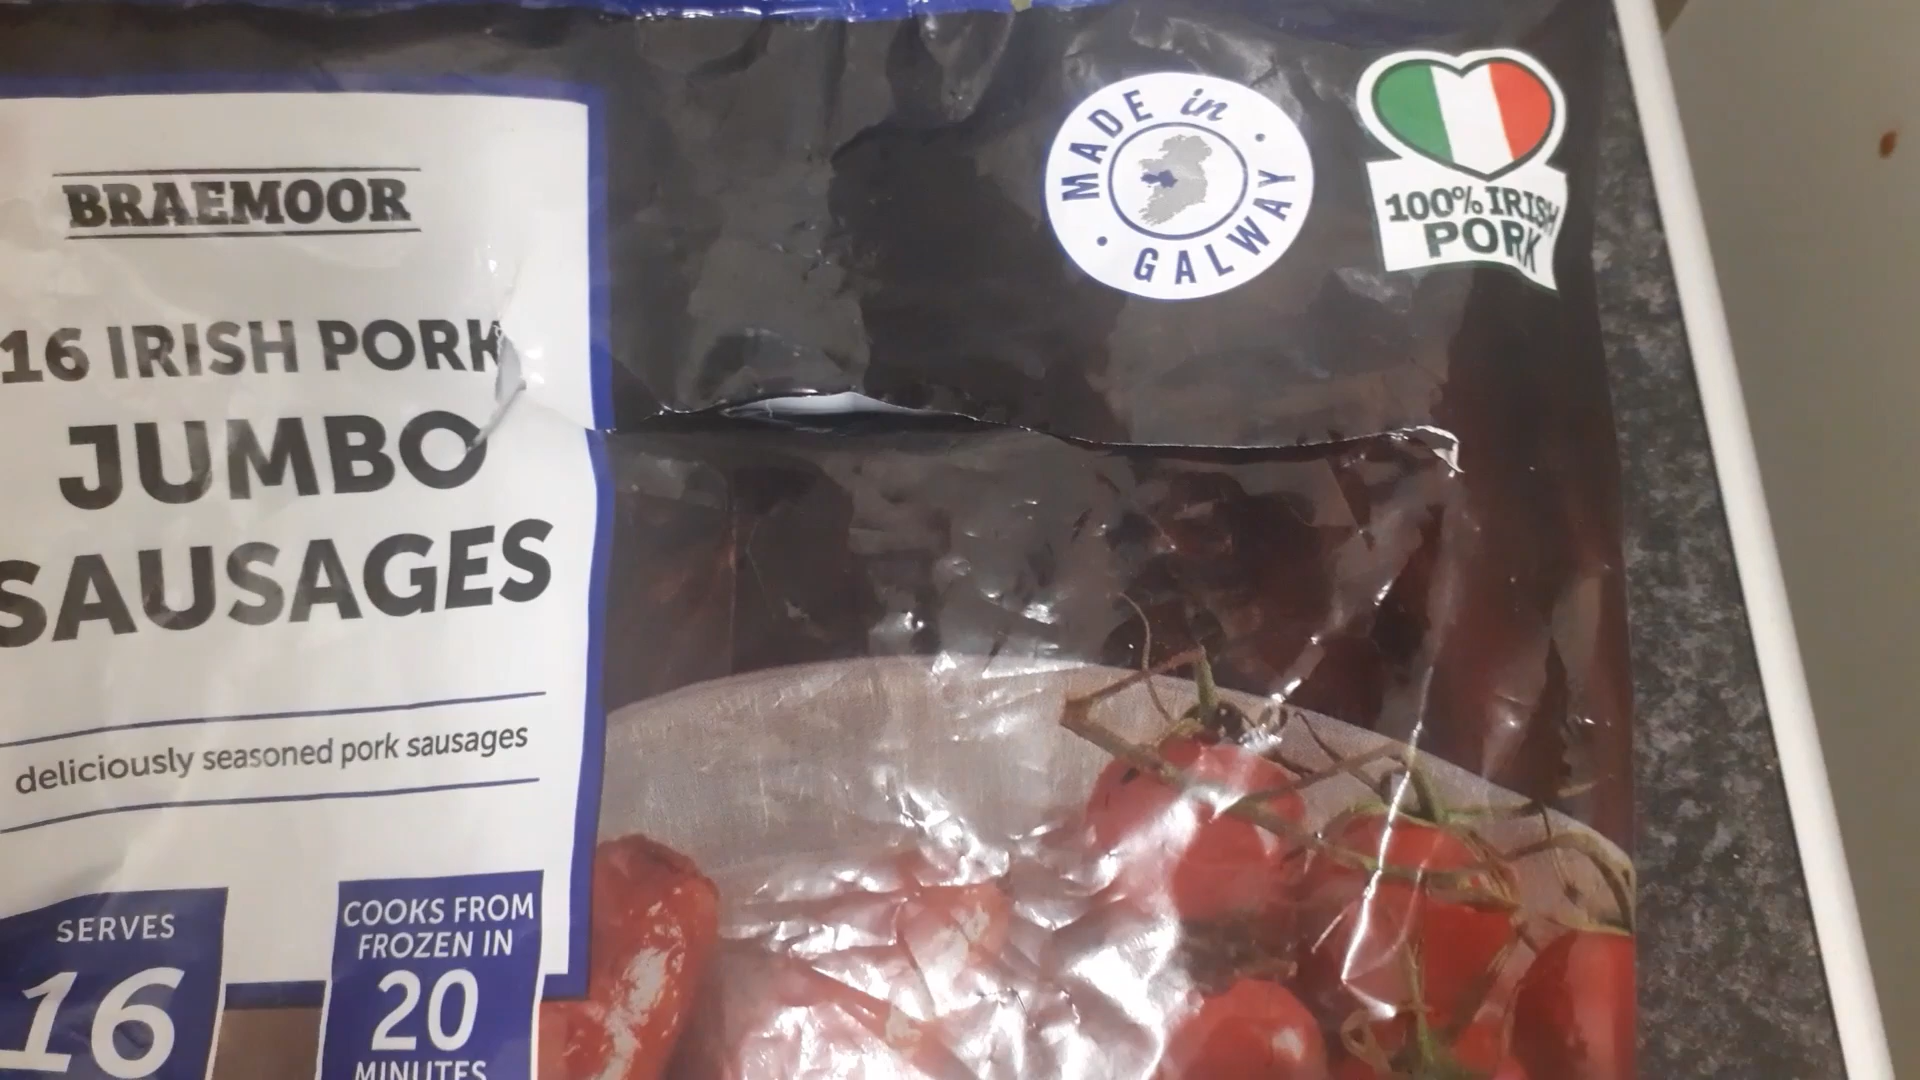 BRAEMOOR
16 IRISH PORK
JUMBO
SAUSAGES
deliciously seasoned pork sausages
SERVES
16
COOKS FROM
FROZEN IN
20
MINUTES
MADE in
GALWAY
100% IRISH
PORK